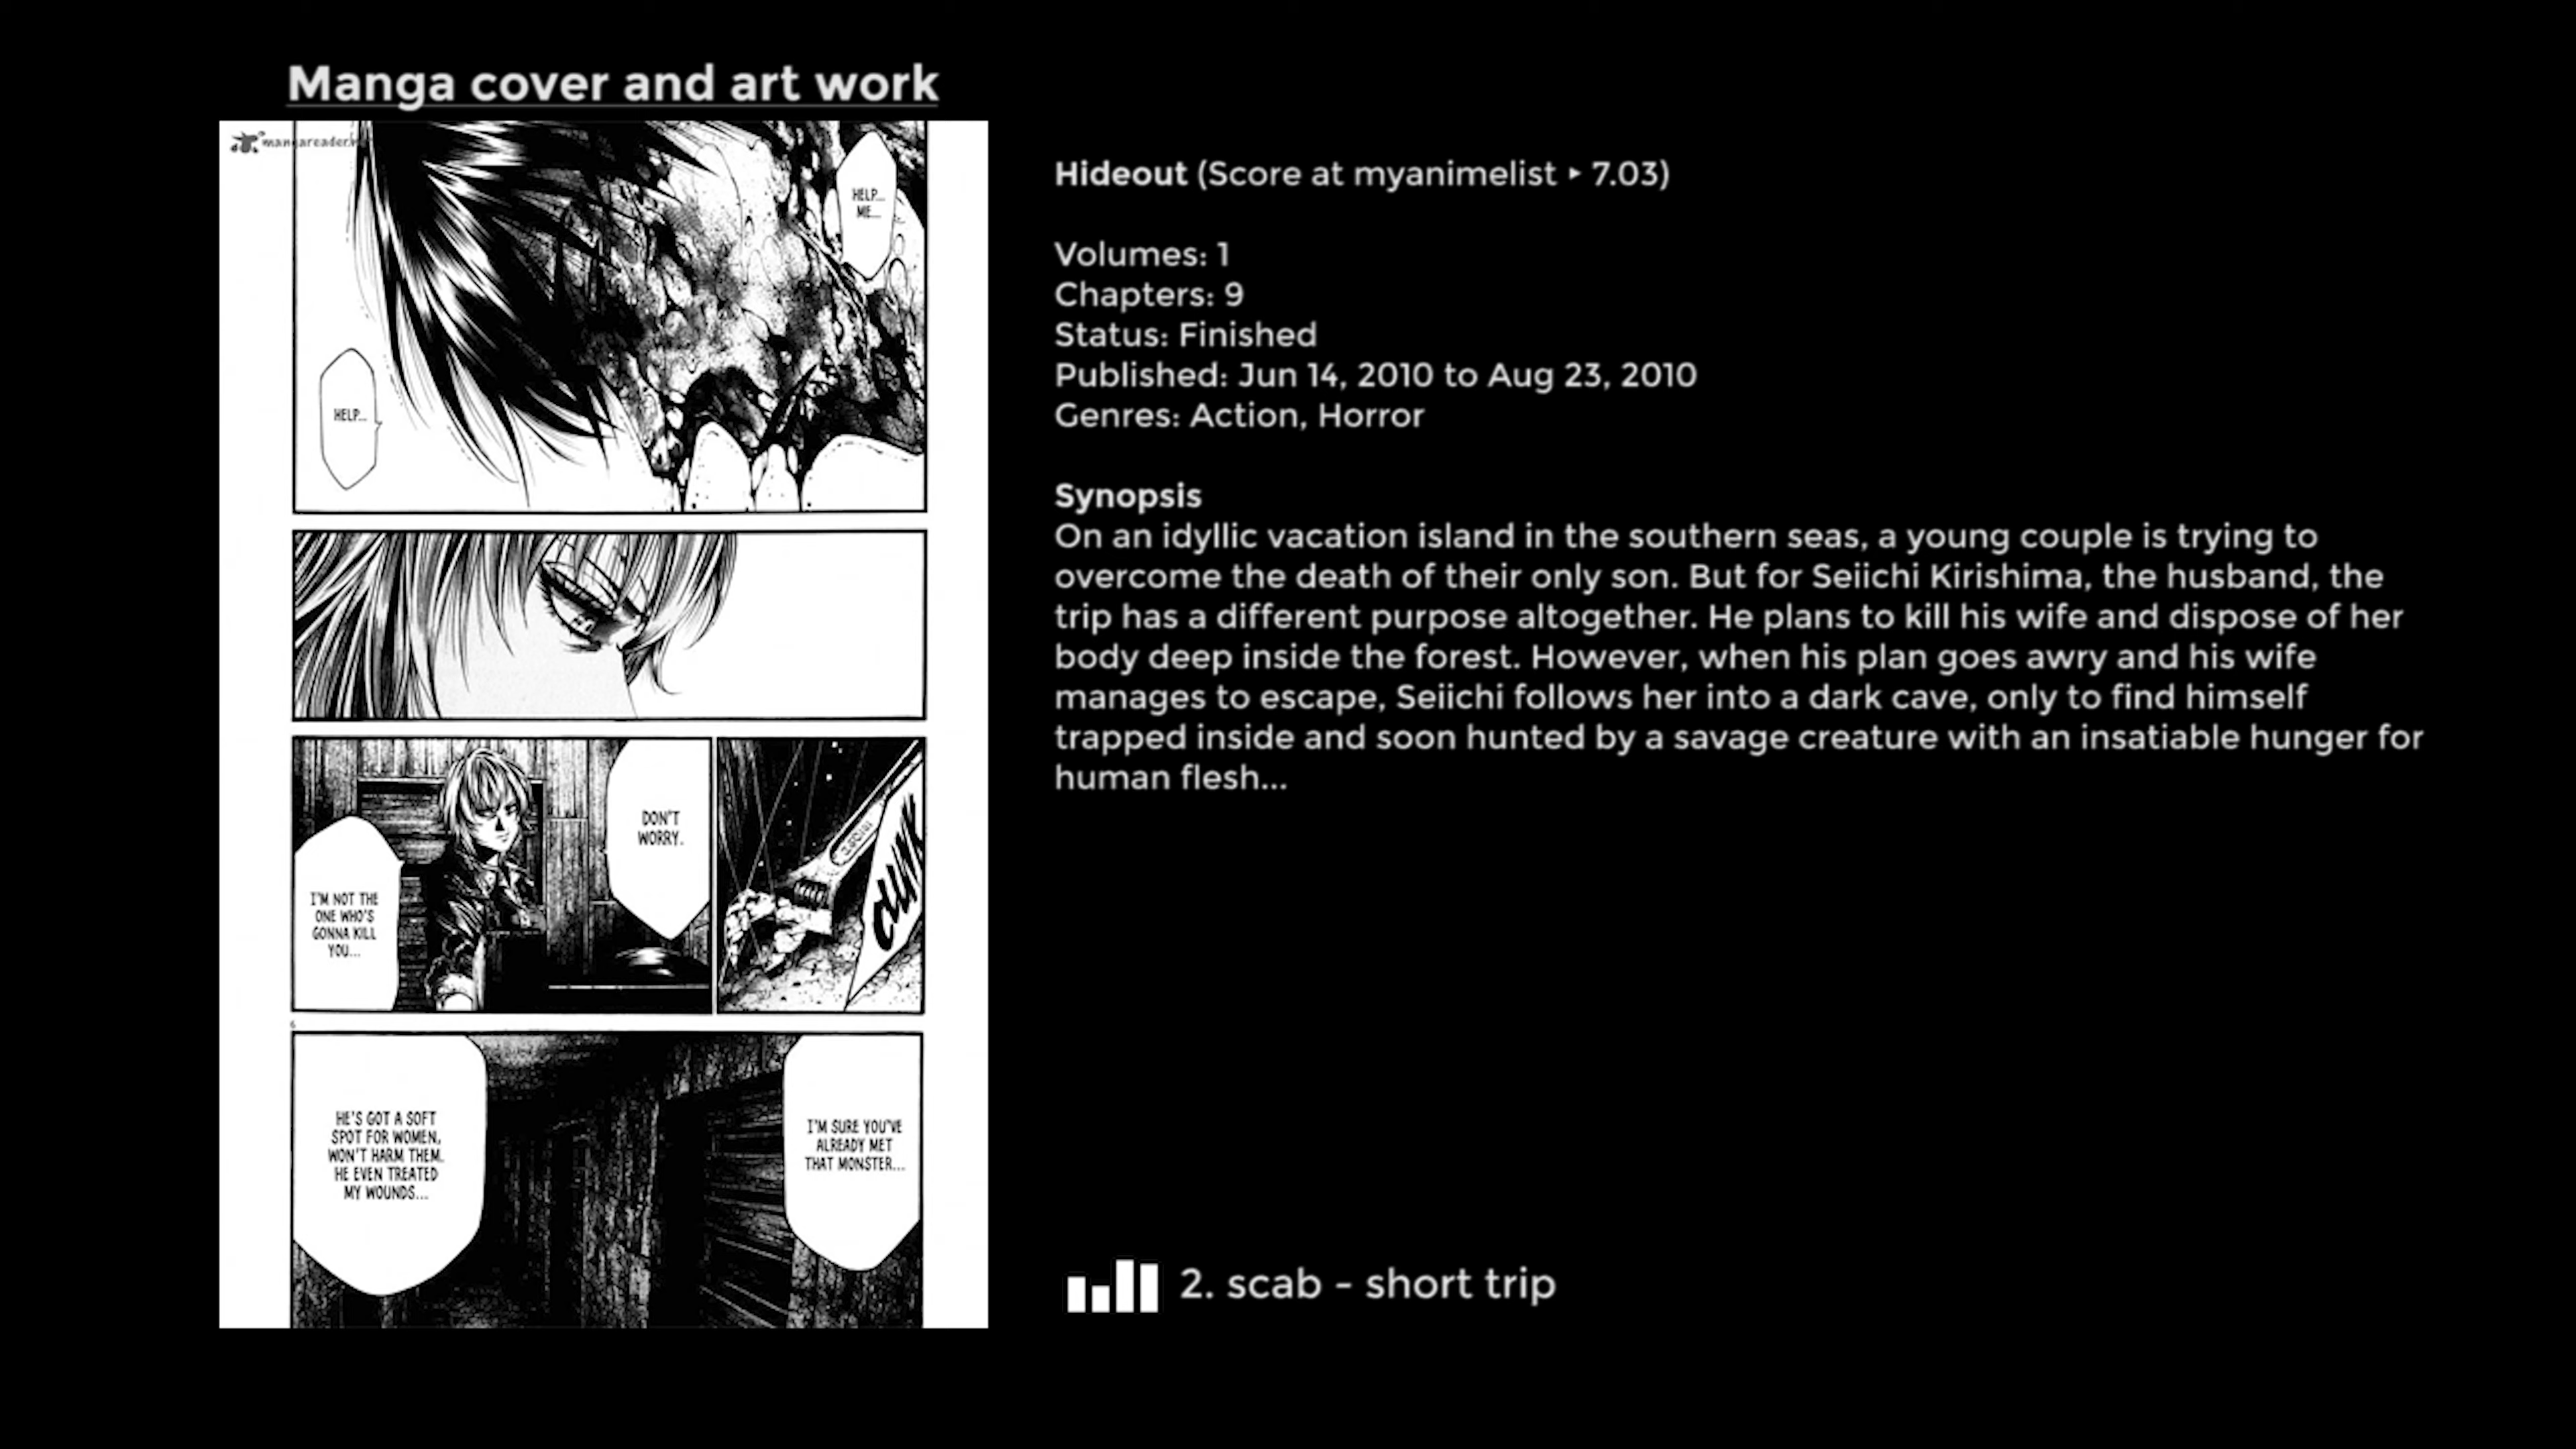 Manga cover and art work
HELP...
ME...
HELP...
DON'T
WORRY.
I'M NOT THE
ONE WHO'S
GONNA KILL
YOU...
6
I'M SURE YOU'VE
ALREADY MET
THAT MONSTER...
HE'S GOT A SOFT
SPOT FOR WOMEN,
WON'T HARM THEM.
HE EVEN TREATED
MY WOUNDS...
Hideout (Score at myanimelist ▸ 7.03)
Volumes: 1
Chapters: 9
Status: Finished
Published: Jun 14, 2010 to Aug 23, 2010
Genres: Action, Horror
Synopsis
On an idyllic vacation island in the southern seas, a young couple is trying to
overcome the death of their only son. But for Seiichi Kirishima, the husband, the
trip has a different purpose altogether. He plans to kill his wife and dispose of her
body deep inside the forest. However, when his plan goes awry and his wife
manages to escape, Seiichi follows her into a dark cave, only to find himself
trapped inside and soon hunted by a savage creature with an insatiable hunger for
human flesh...
2. scab - short trip